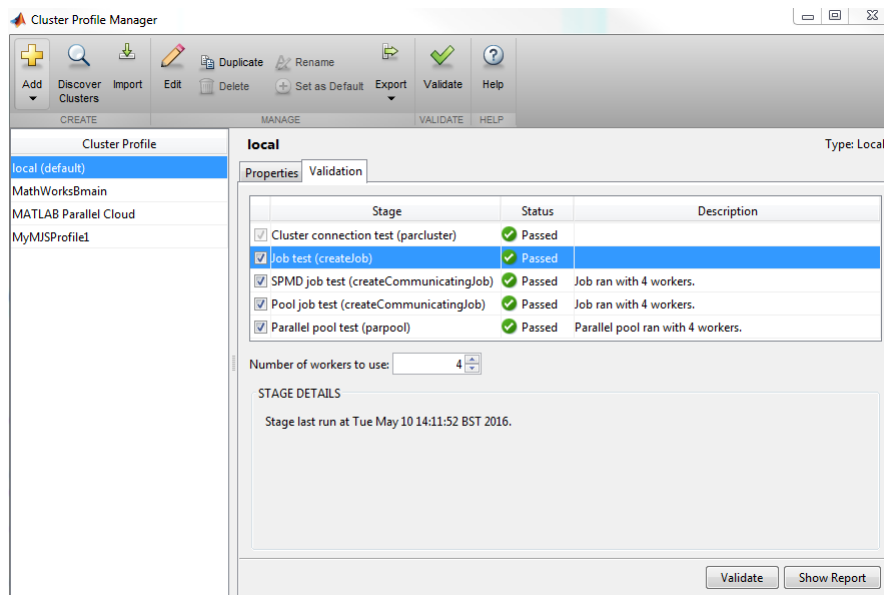 Cluster Profile Manager
Add
Discover Clusters
Import
Edit
Duplicate
Delete
Rename
Set as Default
Export
Validate
Help
CREATE
MANAGE
VALIDATE
HELP
Cluster Profile
local (default)
MathWorksBmain
MATLAB Parallel Cloud
MyMJSProfile1
local
Type: Local
Properties
Validation
Stage Status Description
Cluster connection test (parcluster) Passed
Job test (createJob) Passed
SPMD job test (createCommunicatingJob) Passed Job ran with 4 workers.
Pool job test (createCommunicatingJob) Passed Job ran with 4 workers.
Parallel pool test (parpool) Passed Parallel pool ran with 4 workers.
Number of workers to use: 4
STAGE DETAILS
Stage last run at Tue May 10 14:11:52 BST 2016.
Validate
Show Report